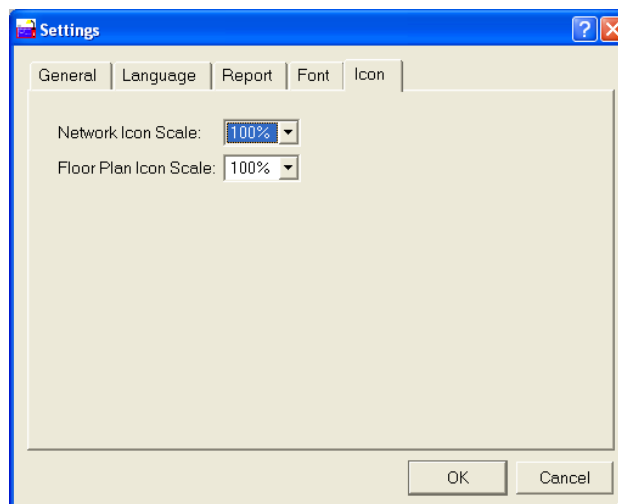 Settings
General Language Report Font Icon
Network Icon Scale: 100%
Floor Plan Icon Scale: 100%
OK Cancel